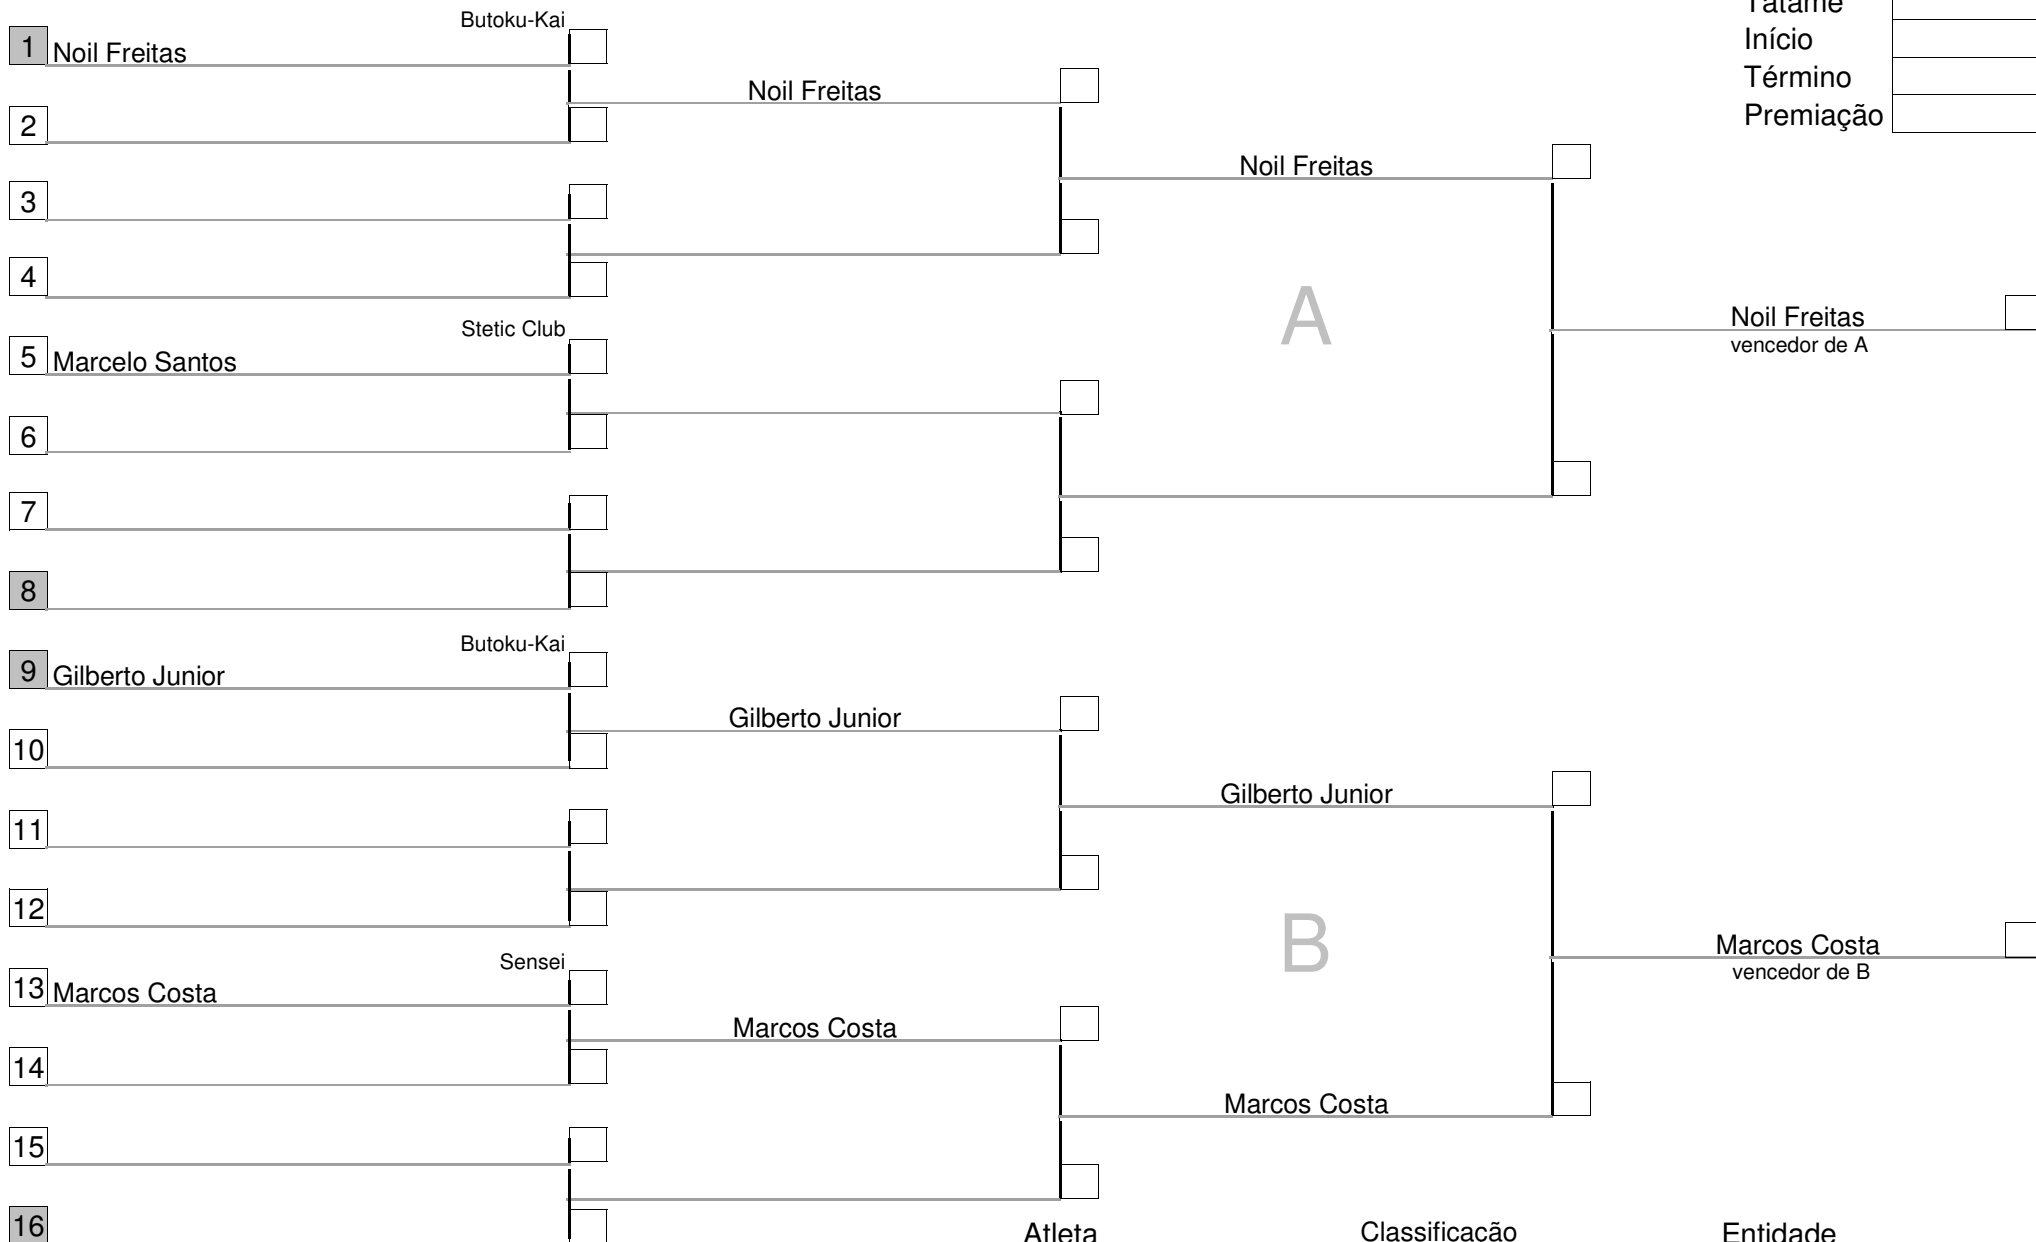 Butoku-Kai
1 Noil Freitas
2
3
4
Stetic Club
5 Marcelo Santos
6
7
8
Butoku-Kai
9 Gilberto Junior
10
11
12
Sensei
13 Marcos Costa
14
15
16
Noil Freitas
Gilberto Junior
Marcos Costa
Noil Freitas
A
Gilberto Junior
B
Marcos Costa
Tatame
Início
Término
Premiação
Noil Freitas
vencedor de A
Marcos Costa
vencedor de B
Atleta Classificação Entidade